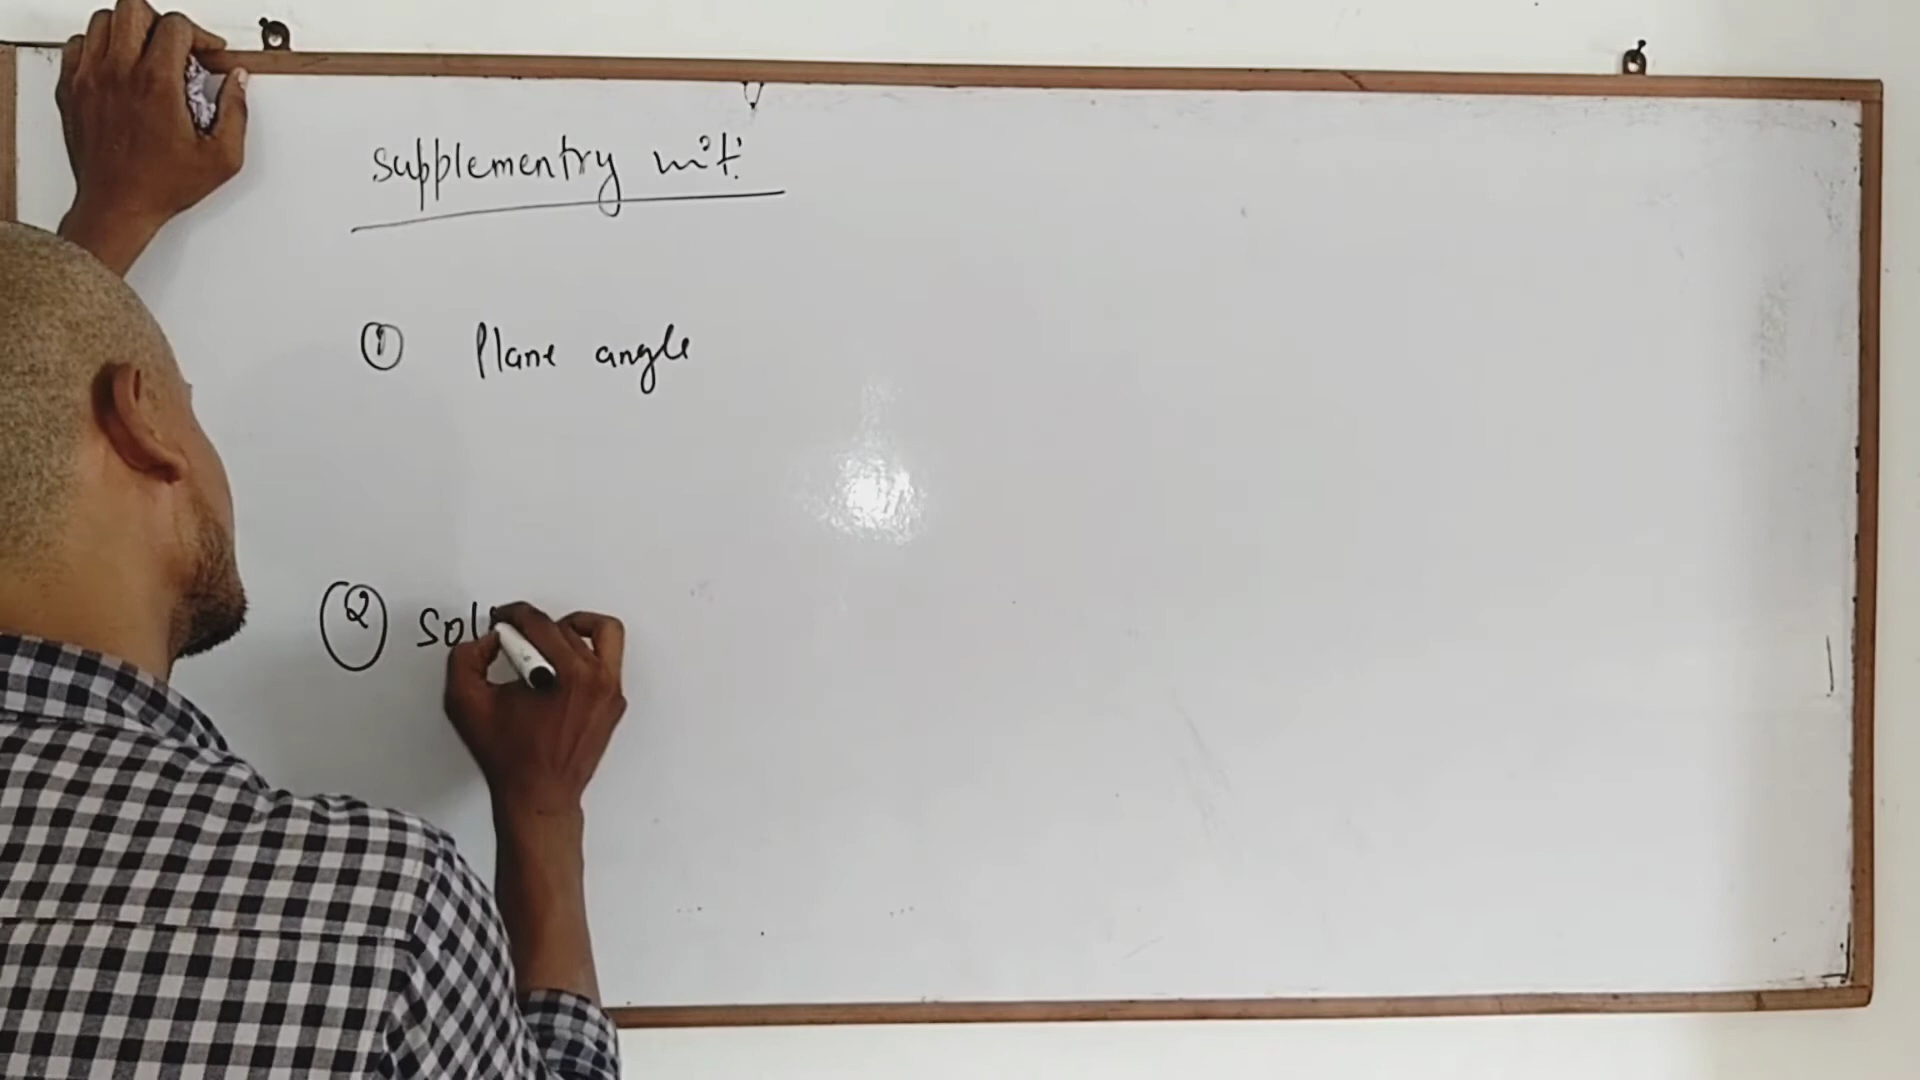 supplementry unit:
① Plane angle
② Sol